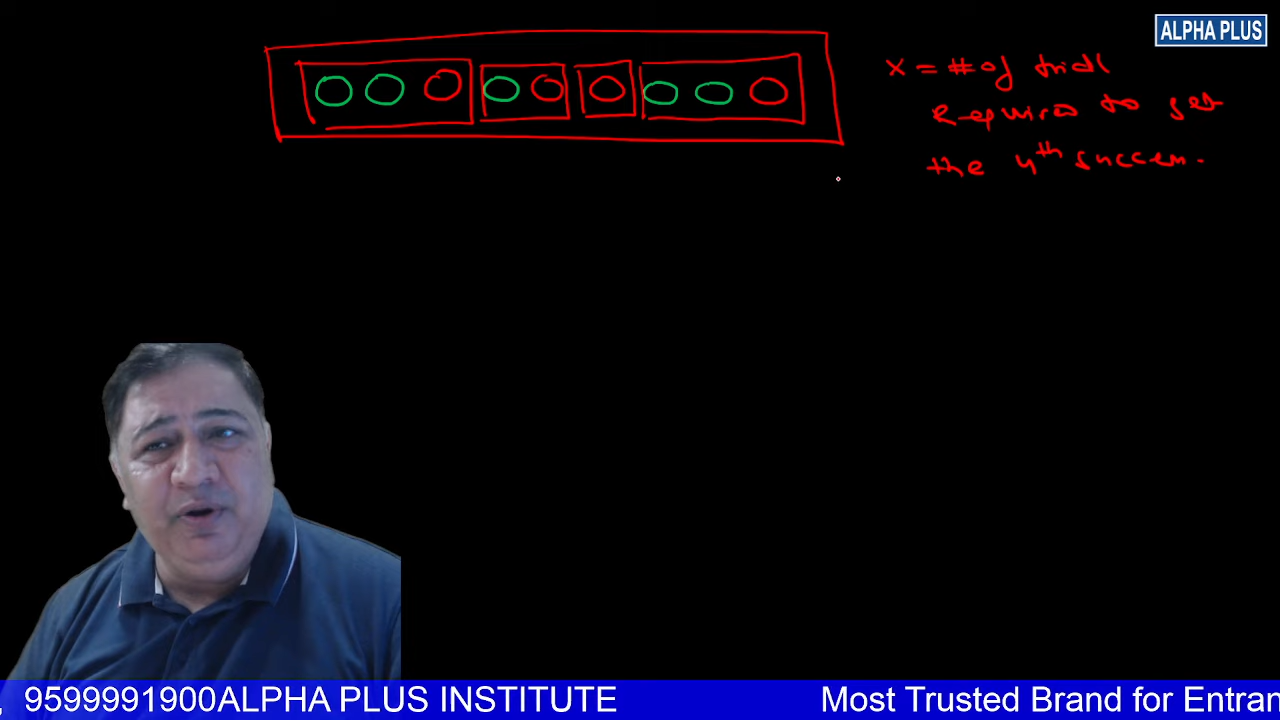 ALPHA PLUS
X = # of trial
Required to get
the 4th success.
, 9599991900ALPHA PLUS INSTITUTE Most Trusted Brand for Entran